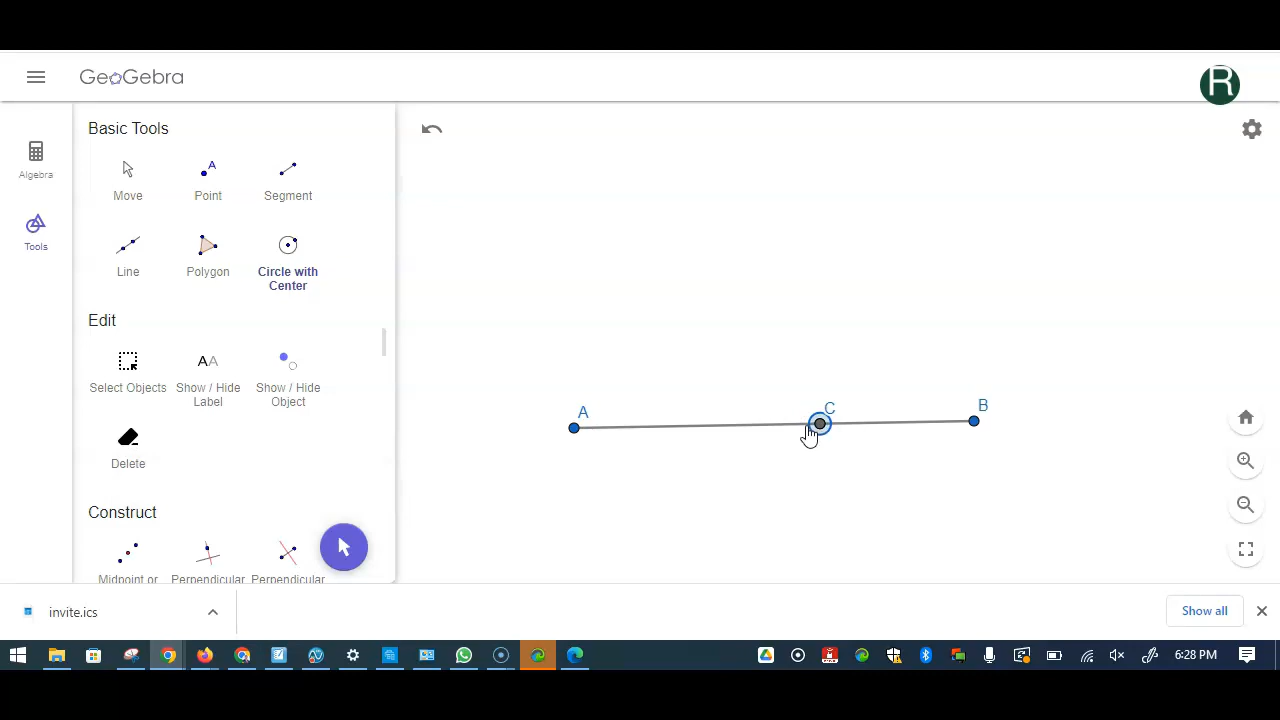 GeoGebra
R
Basic Tools
Algebra
Move
Point
Segment
Tools
Line
Polygon
Circle with
Center
Edit
Select Objects
Show / Hide
Label
Show / Hide
Object
Delete
Construct
Midpoint or
Perpendicular
Perpendicular
A
C
B
invite.ics
Show all
6:28 PM